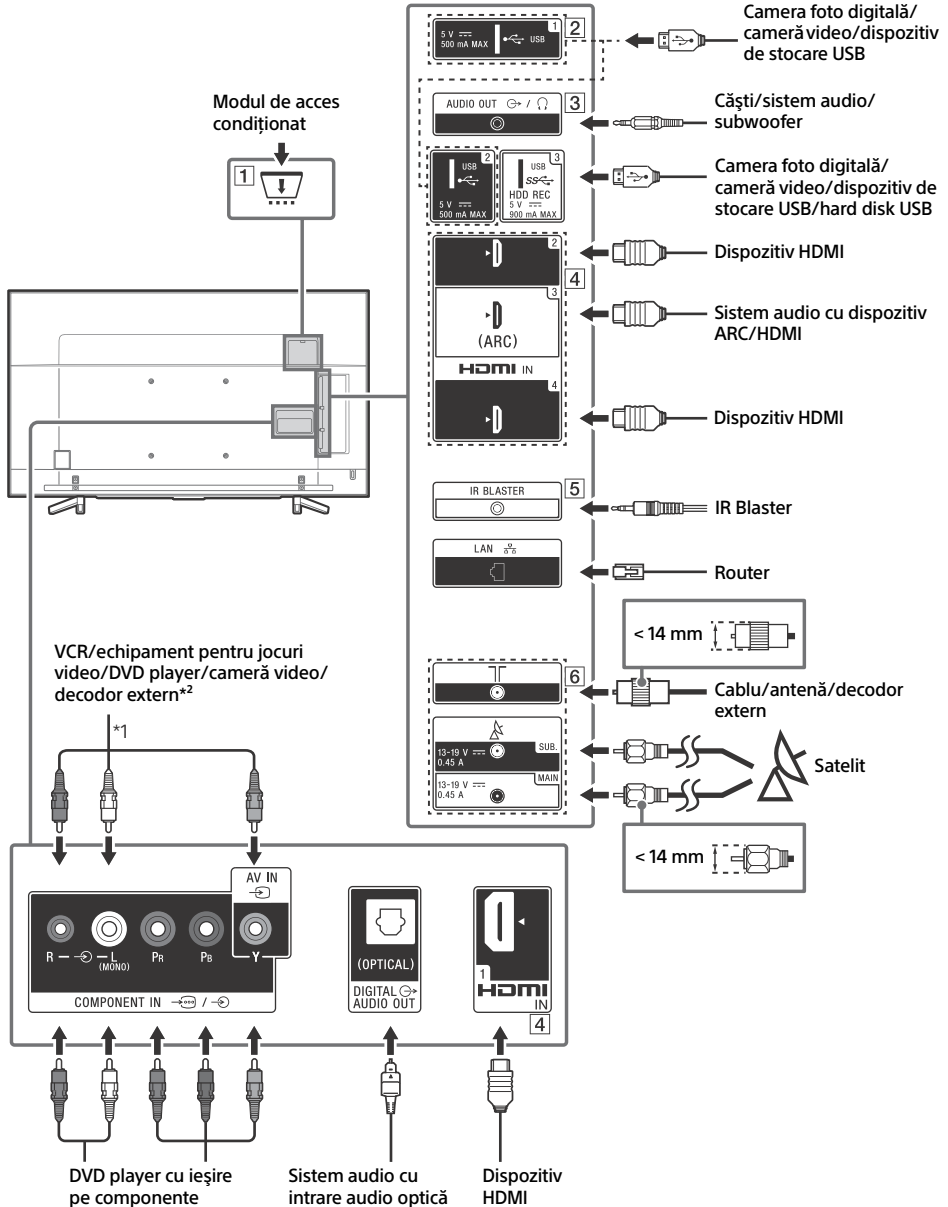 Camera foto digitală/
cameră video/dispozitiv
de stocare USB
5 V
500 mA MAX
USB
1
2
Modul de acces
condiționat
1
AUDIO OUT /
3
Căști/sistem audio/
subwoofer
2
USB
5 V
500 mA MAX
3
USB
SS
HDD REC
5 V
900 mA MAX
Camera foto digitală/
cameră video/dispozitiv de
stocare USB/hard disk USB
2
4
Dispozitiv HDMI
3
(ARC)
Sistem audio cu dispozitiv
ARC/HDMI
HDMI IN
4
Dispozitiv HDMI
IR BLASTER
5
IR Blaster
LAN
Router
< 14 mm
6
Cablu/antenă/decodor
extern
13-19 V
0.45 A
SUB.
13-19 V
0.45 A
MAIN
Satelit
< 14 mm
VCR/echipament pentru jocuri
video/DVD player/cameră video/
decodor extern*2
*1
AV IN
R — — L
(MONO)
PR
PB
Y
COMPONENT IN /
(OPTICAL)
DIGITAL
AUDIO OUT
1
HDMI
IN
4
DVD player cu ieșire
pe componente
Sistem audio cu
intrare audio optică
Dispozitiv
HDMI